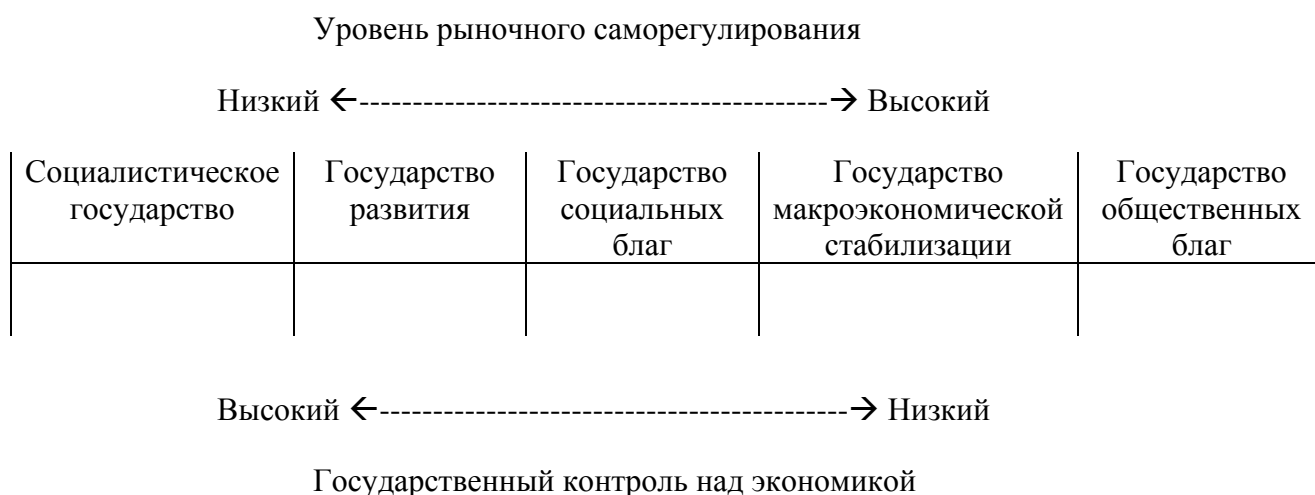 Уровень рыночного саморегулирования
Низкий ←--------------------------------------------→ Высокий
Социалистическое государство
Государство развития
Государство социальных благ
Государство макроэкономической стабилизации
Государство общественных благ
Высокий ←--------------------------------------------→ Низкий
Государственный контроль над экономикой